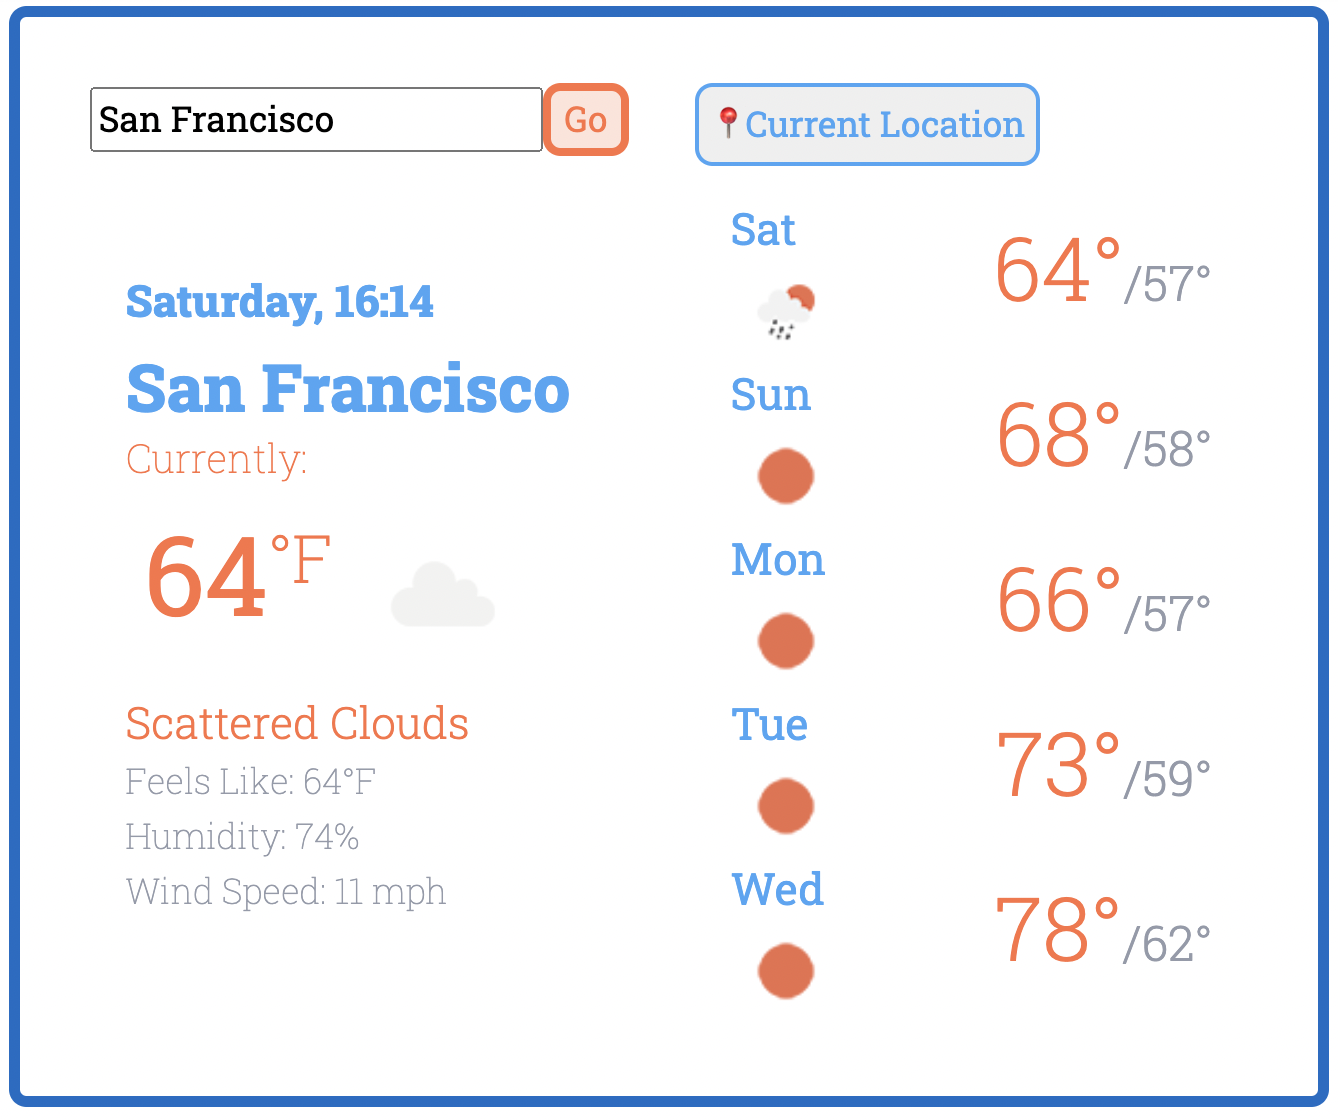 San Francisco
Go
Current Location
Saturday, 16:14
San Francisco
Currently:
64°F
Scattered Clouds
Feels Like: 64°F
Humidity: 74%
Wind Speed: 11 mph
Sat
64°/57°
Sun
68°/58°
Mon
66°/57°
Tue
73°/59°
Wed
78°/62°